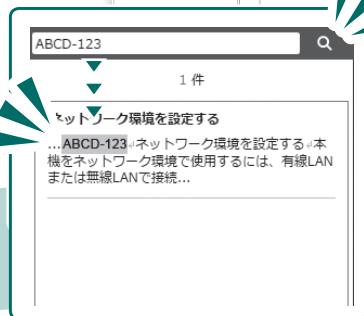 ABCD-123
1 件
ネットワーク環境を設定する
…ABCD-123↵ネットワーク環境を設定する↵本
機をネットワーク環境で使用するには、有線LAN
または無線LANで接続…